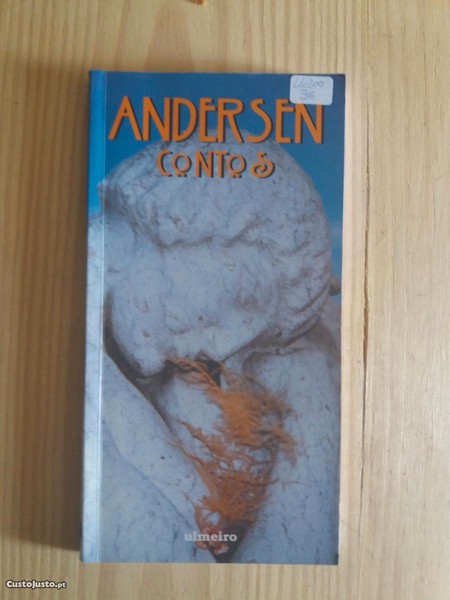 ANDERSEN
CONTOS
ulmeiro
CustoJusto.pt